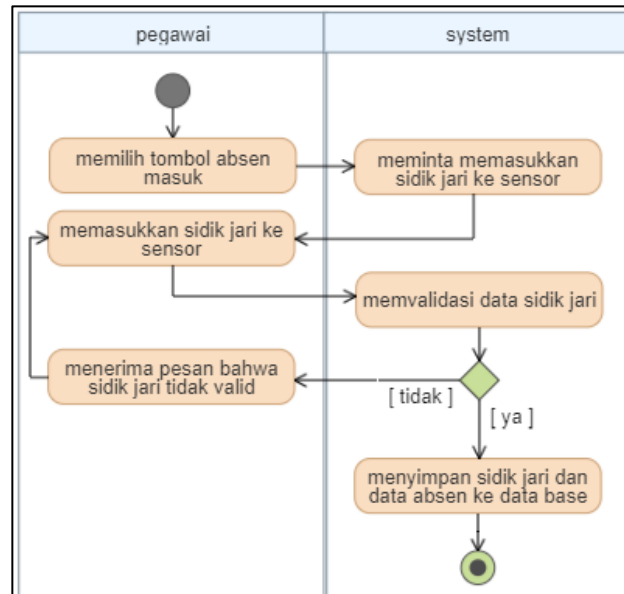 pegawai
system
memilih tombol absen
masuk
meminta memasukkan
sidik jari ke sensor
memasukkan sidik jari ke
sensor
memvalidasi data sidik jari
menerima pesan bahwa
sidik jari tidak valid
[ tidak ]
[ ya ]
menyimpan sidik jari dan
data absen ke data base